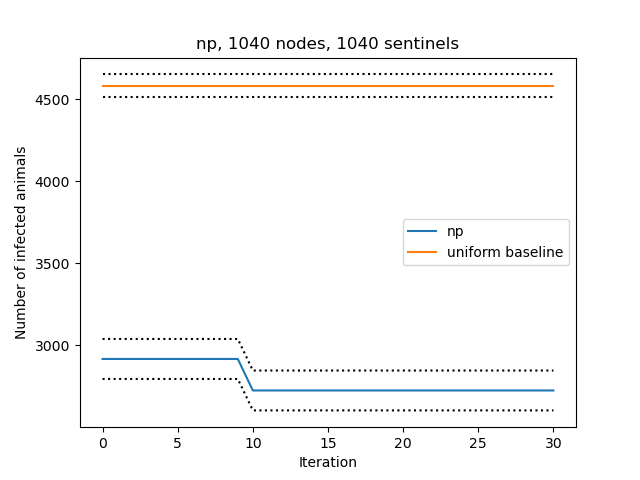 np, 1040 nodes, 1040 sentinels
Number of infected animals
4500
4000
3500
3000
np
uniform baseline
0 5 10 15 20 25 30
Iteration